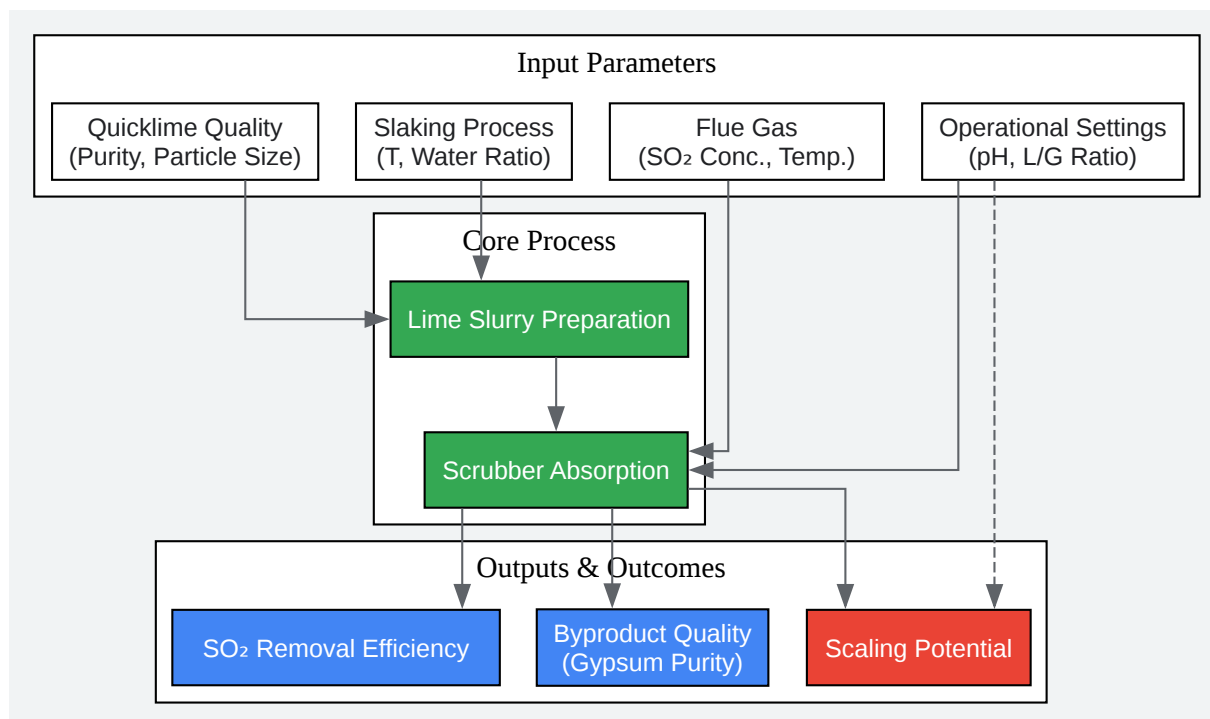 Input Parameters
Quicklime Quality
(Purity, Particle Size)
Slaking Process
(T, Water Ratio)
Flue Gas
(SO₂ Conc., Temp.)
Operational Settings
(pH, L/G Ratio)
Core Process
Lime Slurry Preparation
Scrubber Absorption
Outputs & Outcomes
SO₂ Removal Efficiency
Byproduct Quality
(Gypsum Purity)
Scaling Potential